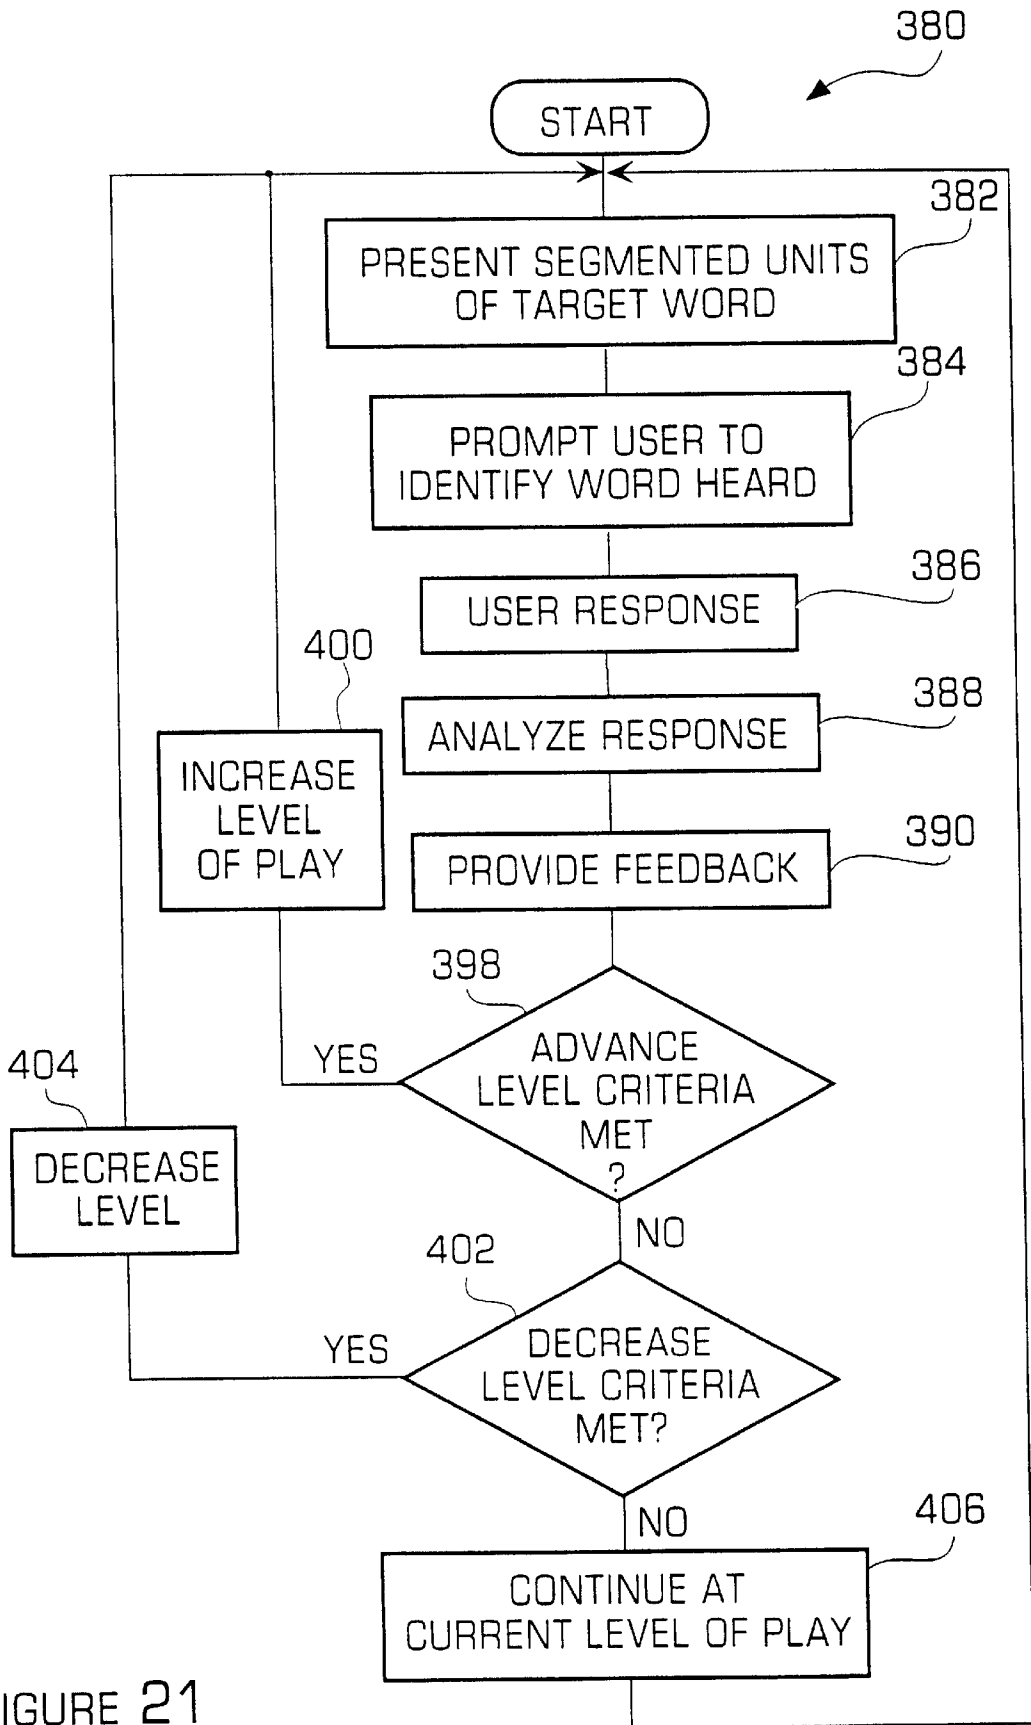 380
START
382
PRESENT SEGMENTED UNITS
OF TARGET WORD
384
PROMPT USER TO
IDENTIFY WORD HEARD
386
USER RESPONSE
400
388
ANALYZE RESPONSE
INCREASE
LEVEL
OF PLAY
390
PROVIDE FEEDBACK
398
ADVANCE
LEVEL CRITERIA
MET
?
YES
404
DECREASE
LEVEL
NO
402
DECREASE
LEVEL CRITERIA
MET?
YES
NO
406
CONTINUE AT
CURRENT LEVEL OF PLAY
IGURE 21